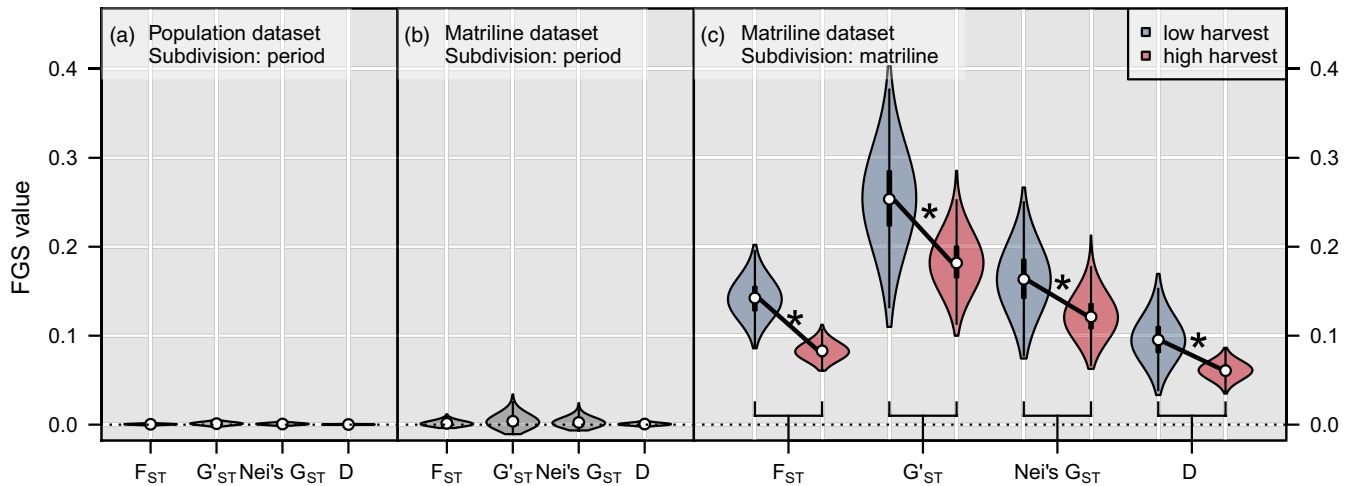 (a) Population dataset
Subdivision: period
(b) Matriline dataset
Subdivision: period
(c) Matriline dataset
Subdivision: matriline
low harvest
high harvest
FGS value
0.4
0.3
0.2
0.1
0.0
0.4
0.3
0.2
0.1
0.0
* * * *
FST G'ST Nei's GST D
FST G'ST Nei's GST D
FST G'ST Nei's GST D